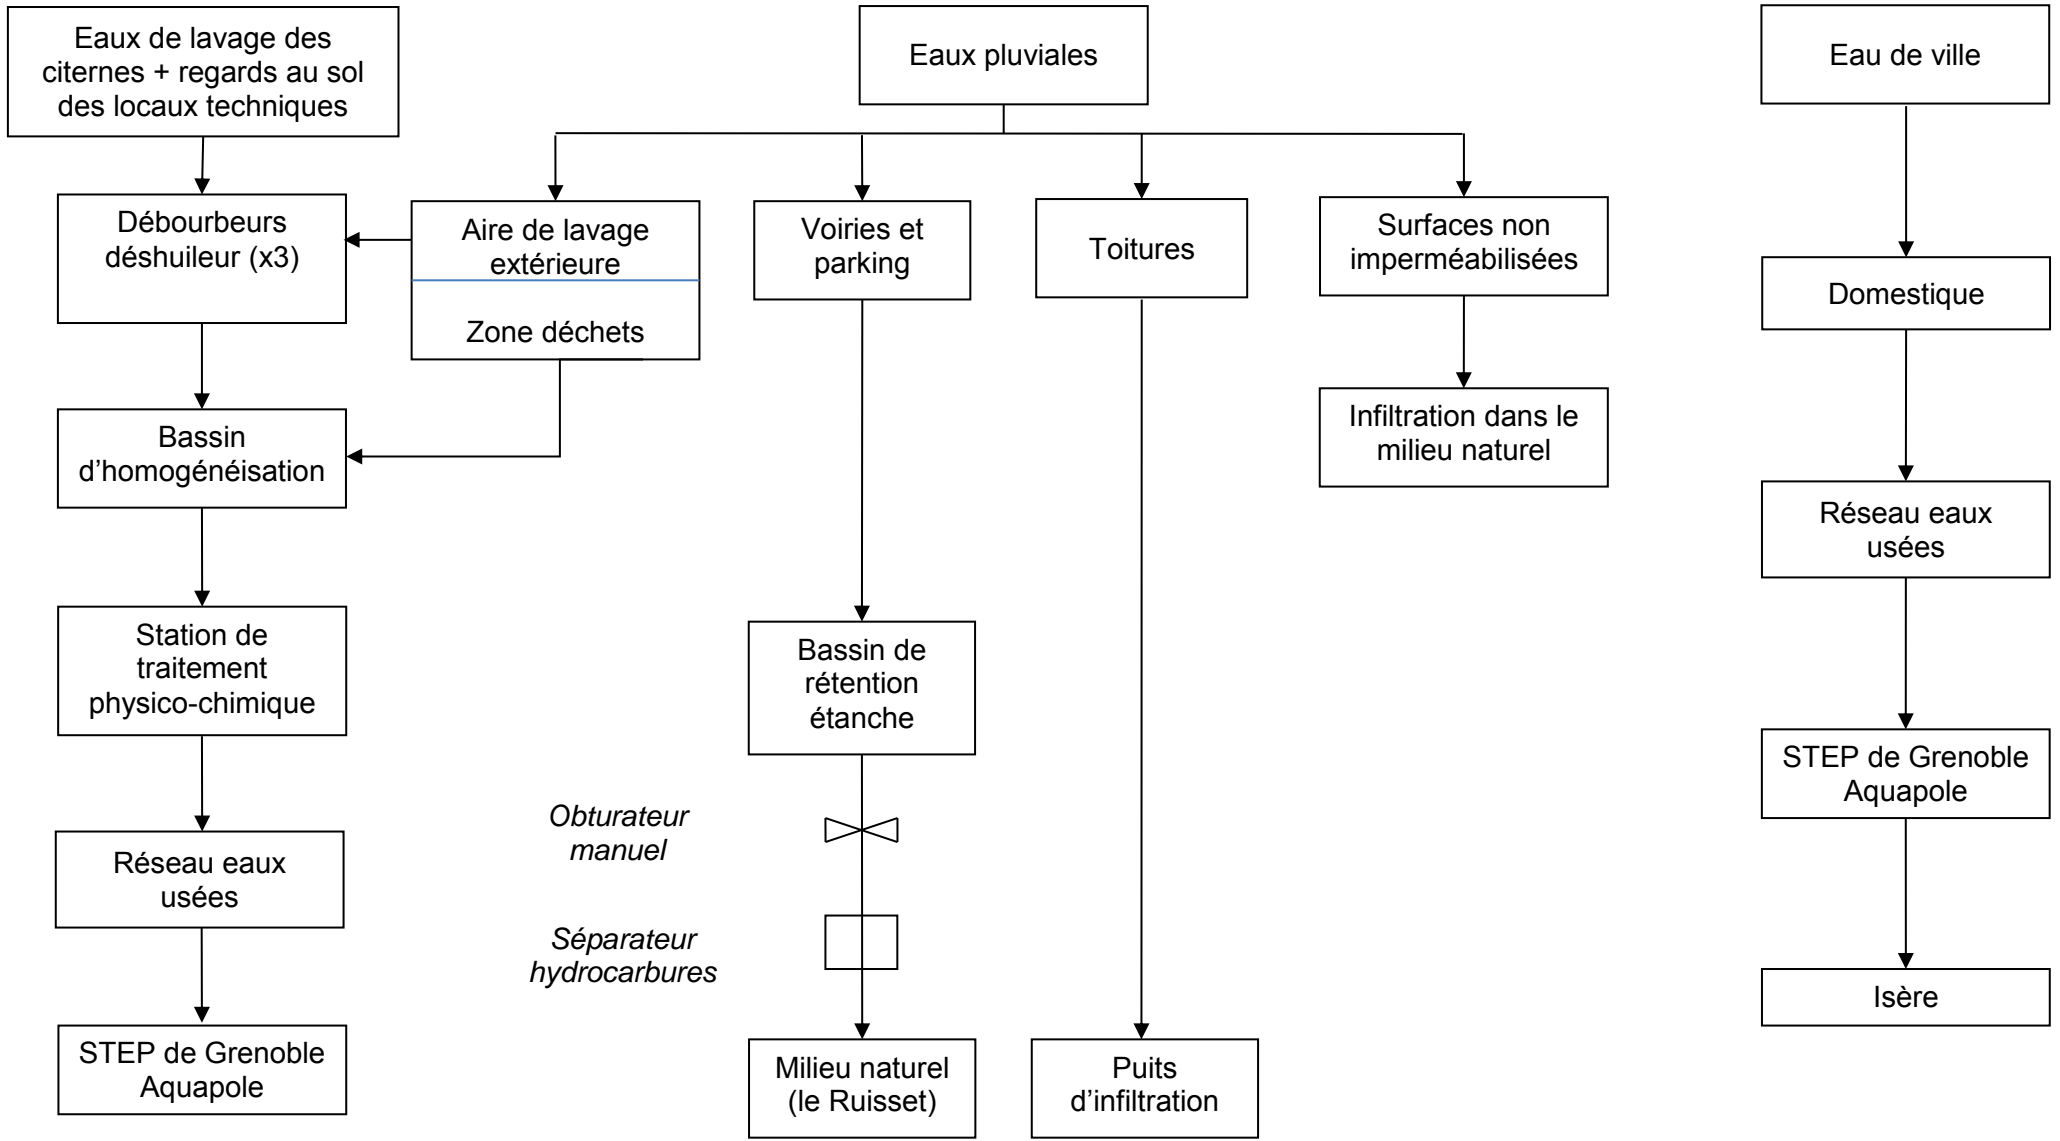 Eaux de lavage des
citernes + regards au sol
des locaux techniques
Eaux pluviales
Eau de ville
Débourbeurs
déshuileur (x3)
Aire de lavage
extérieure
Zone déchets
Voiries et
parking
Toitures
Surfaces non
imperméabilisées
Domestique
Bassin
d’homogénéisation
Infiltration dans le
milieu naturel
Réseau eaux
usées
Station de
traitement
physico-chimique
Bassin de
rétention
étanche
STEP de Grenoble
Aquapole
Obturateur
manuel
Réseau eaux
usées
Séparateur
hydrocarbures
Isère
STEP de Grenoble
Aquapole
Milieu naturel
(le Ruisset)
Puits
d’infiltration